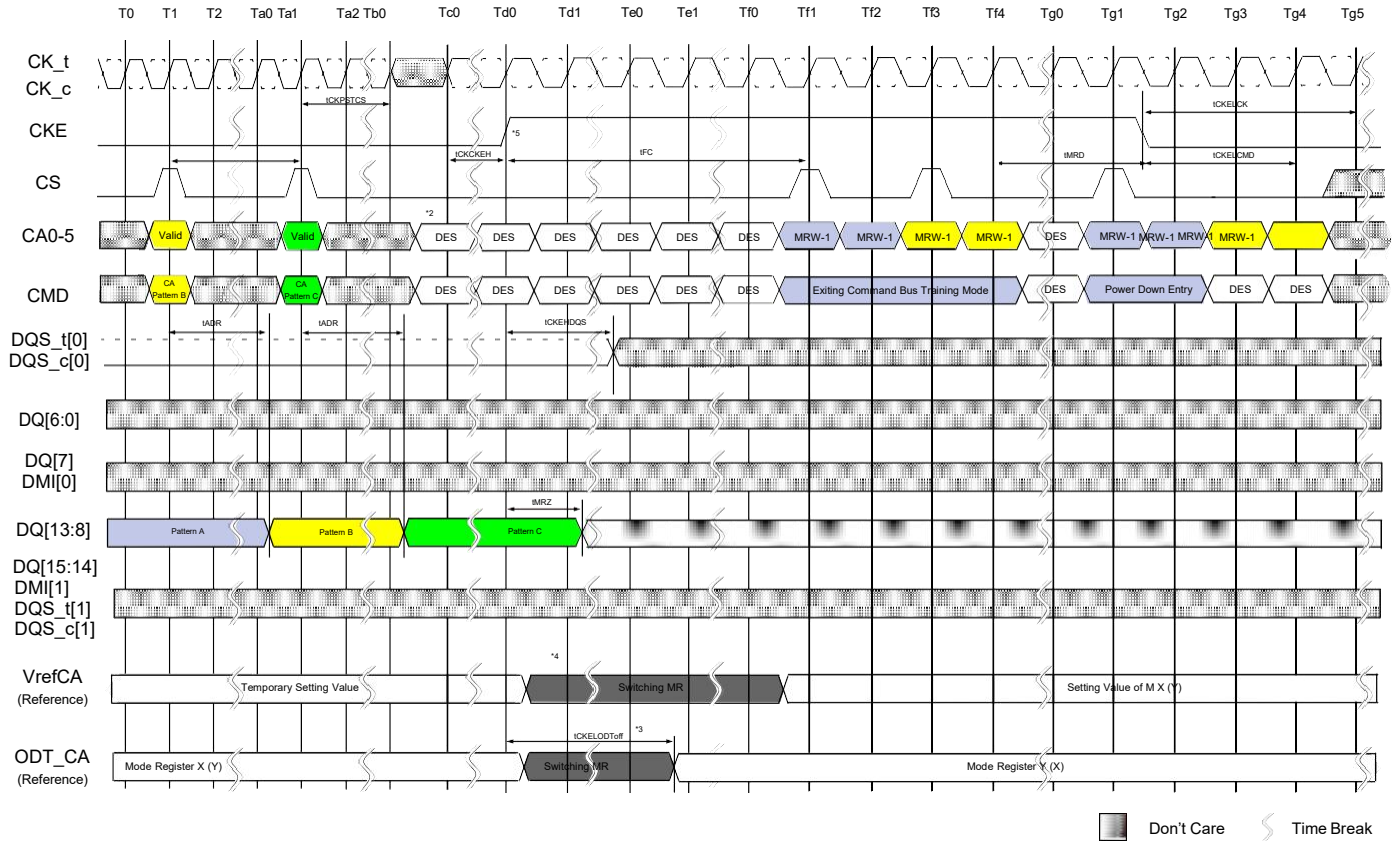 T0 T1 T2 Ta0 Ta1 Ta2 Tb0 Tc0 Td0 Td1 Te0 Te1 Tf0 Tf1 Tf2 Tf3 Tf4 Tg0 Tg1 Tg2 Tg3 Tg4 Tg5
CK_t
CK_c
tCKPSTCS
tCKELCK
CKE
*5
tCKCKEH
tFC
tMRD
tCKELCMD
CS
*2
CA0-5
Valid Valid DES DES DES DES DES DES MRW-1 MRW-1 MRW-1 MRW-1 DES MRW-1 MRW-1 MRW-1 MRW-1
CMD
CA
Pattern B
CA
Pattern C
DES DES DES DES DES DES Exiting Command Bus Training Mode DES Power Down Entry DES DES
tADR tADR tCKEHDQS
DQS_t[0]
DQS_c[0]
DQ[6:0]
DQ[7]
DMI[0]
tMRZ
DQ[13:8]
Pattern A Pattern B Pattern C
DQ[15:14]
DMI[1]
DQS_t[1]
DQS_c[1]
*4
VrefCA
(Reference)
Temporary Setting Value Switching MR Setting Value of M X (Y)
tCKELODToff *3
ODT_CA
(Reference)
Mode Register X (Y) Switching MR Mode Register Y (X)
Don't Care Time Break